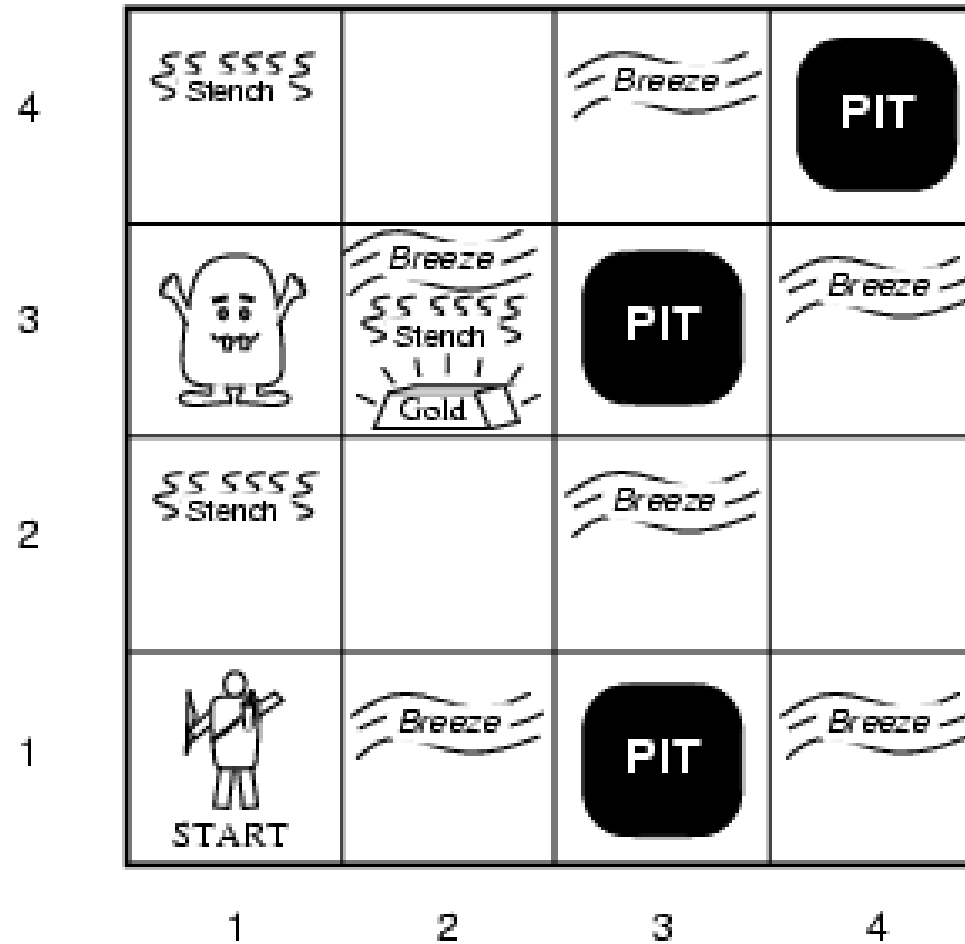 4
Stench
Breeze
PIT
3
Breeze
Stench
Gold
PIT
Breeze
2
Stench
Breeze
1
START
Breeze
PIT
Breeze
1 2 3 4